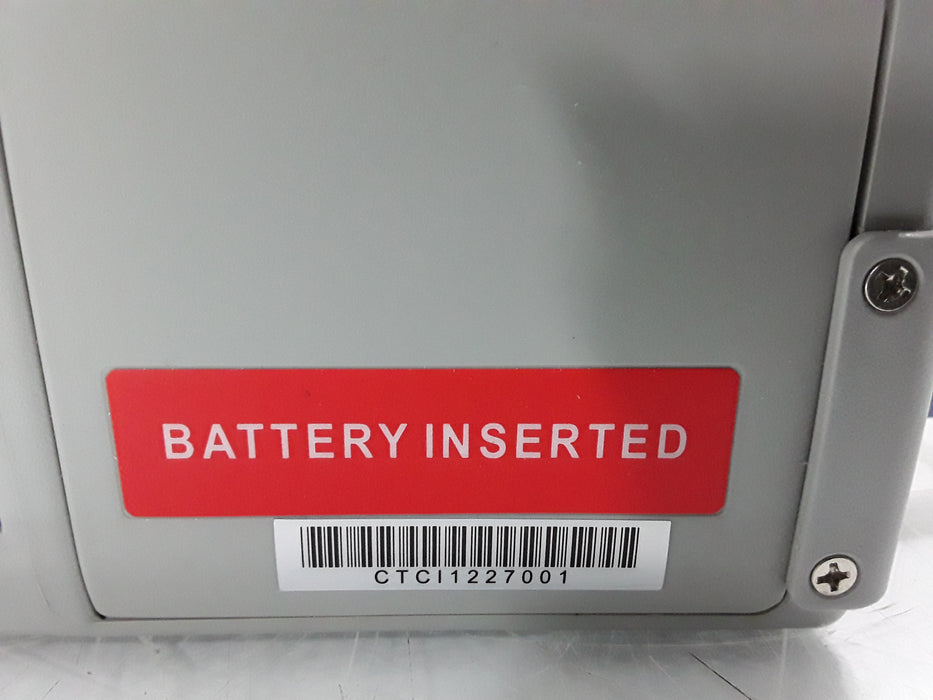 BATTERY INSERTED
CTCI1227001